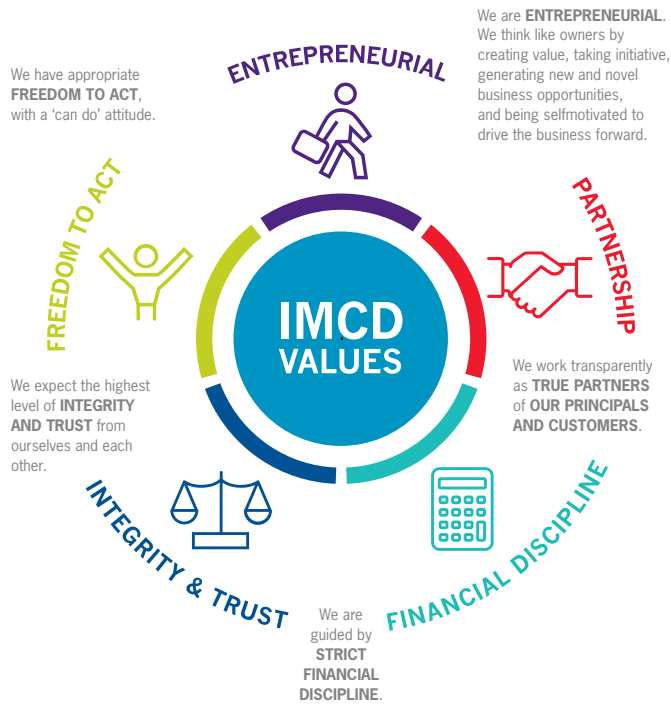 ENTREPRENEURIAL
We are ENTREPRENEURIAL.
We think like owners by
creating value, taking initiative,
generating new and novel
business opportunities,
and being selfmotivated to
drive the business forward.
We have appropriate
FREEDOM TO ACT,
with a ‘can do’ attitude.
FREEDOM TO ACT
PARTNERSHIP
IMCD
VALUES
We work transparently
as TRUE PARTNERS
of OUR PRINCIPALS
AND CUSTOMERS.
We expect the highest
level of INTEGRITY
AND TRUST from
ourselves and each
other.
INTEGRITY & TRUST
FINANCIAL DISCIPLINE
We are
guided by
STRICT
FINANCIAL
DISCIPLINE.